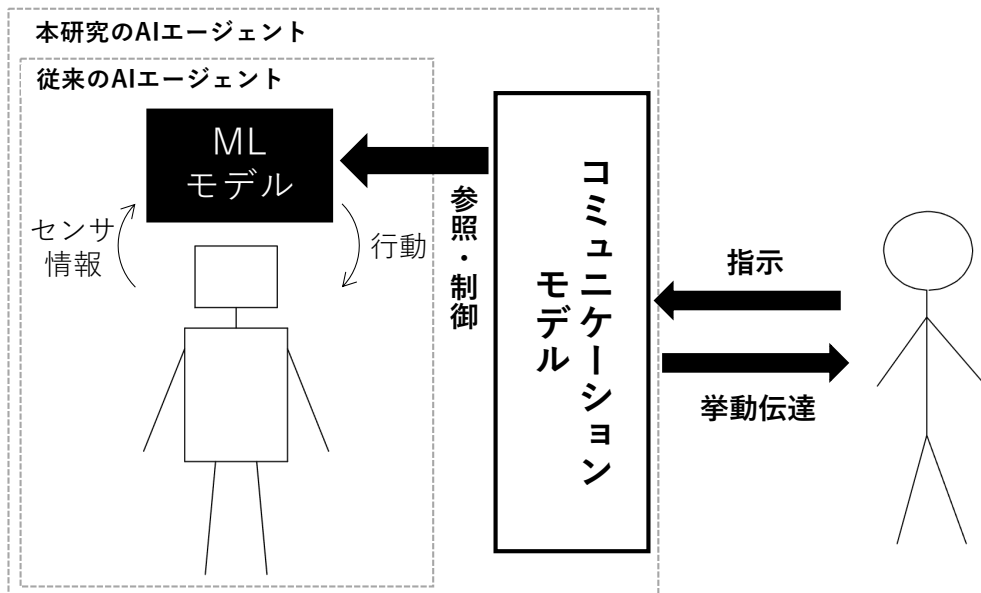 本研究のAIエージェント
従来のAIエージェント
ML
モデル
センサ
情報
行動
参照・制御
コミュニケーション
モデル
指示
挙動伝達